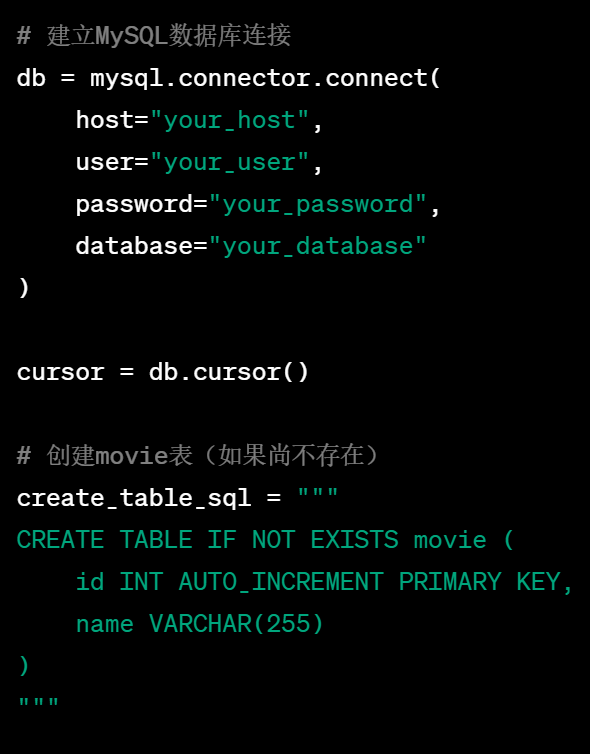 # 建立MySQL数据库连接
db = mysql.connector.connect(
    host="your_host",
    user="your_user",
    password="your_password",
    database="your_database"
)

cursor = db.cursor()

# 创建movie表（如果尚不存在）
create_table_sql = """
CREATE TABLE IF NOT EXISTS movie (
    id INT AUTO_INCREMENT PRIMARY KEY,
    name VARCHAR(255)
)
"""